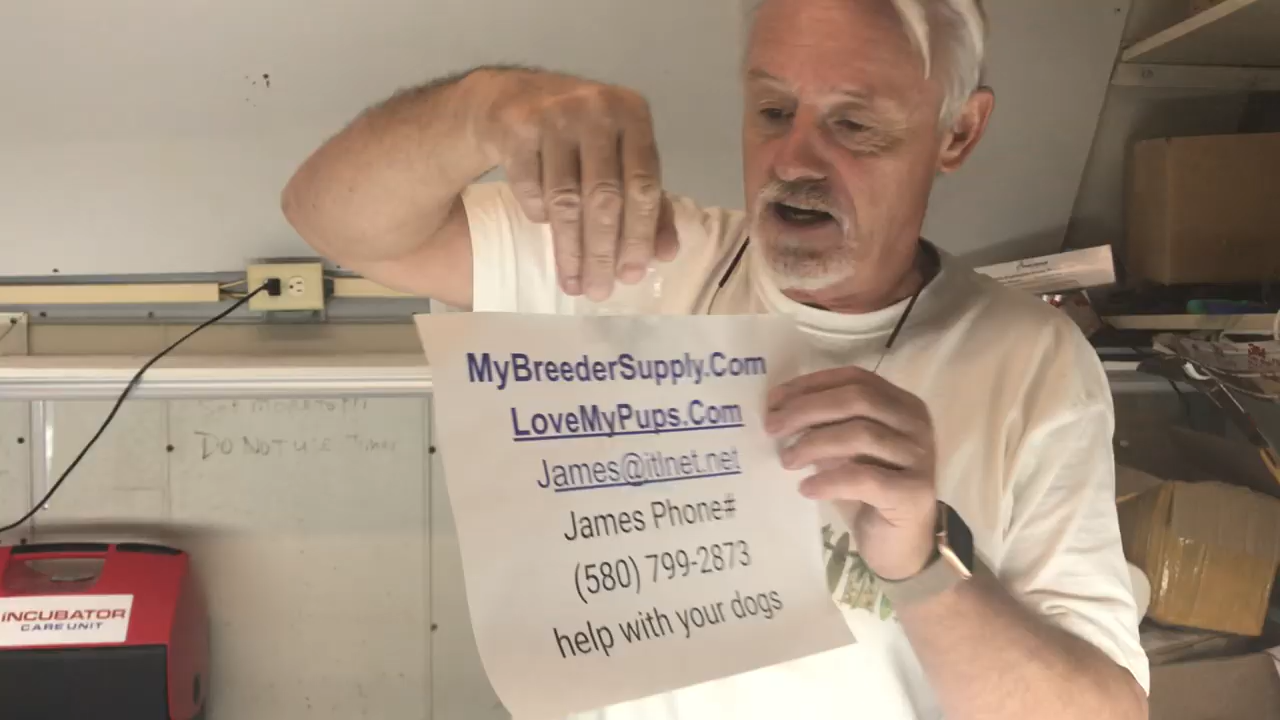 MyBreederSupply.Com
LoveMyPups.Com
James@itlnet.net
James Phone#
(580) 799-2873
help with your dogs
DO NOT USE
INCUBATOR
CARE UNIT